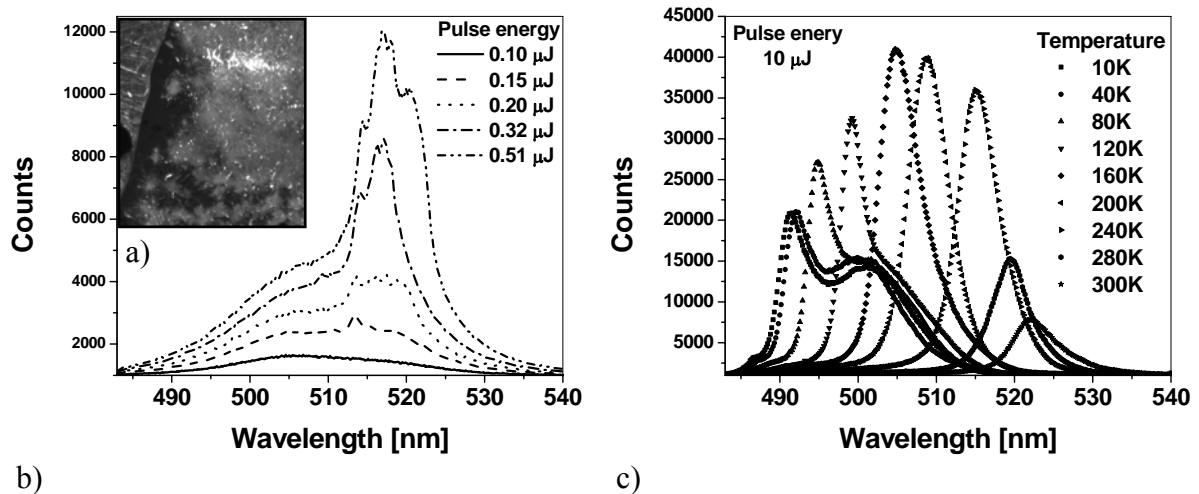 12000
10000
8000
6000
4000
2000
Counts
a)
Pulse energy
0.10 μJ
0.15 μJ
0.20 μJ
0.32 μJ
0.51 μJ
490 500 510 520 530 540
Wavelength [nm]
b)
45000
40000
35000
30000
25000
20000
15000
10000
5000
Counts
Pulse enery
10 μJ
Temperature
10K
40K
80K
120K
160K
200K
240K
280K
300K
490 500 510 520 530 540
Wavelength [nm]
c)